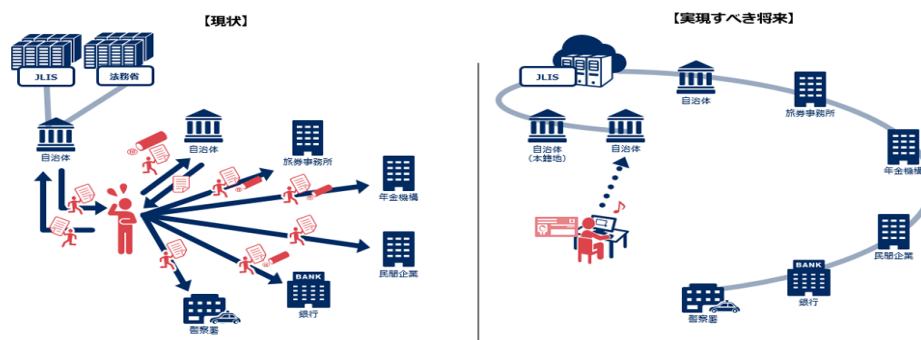 【現状】
JLIS
法務省
自治体
自治体
旅券事務所
年金機構
民間企業
BANK
銀行
警察署
【実現すべき将来】
JLIS
自治体
旅券事務所
年金機構
自治体
(本籍地)
自治体
民間企業
BANK
銀行
警察署